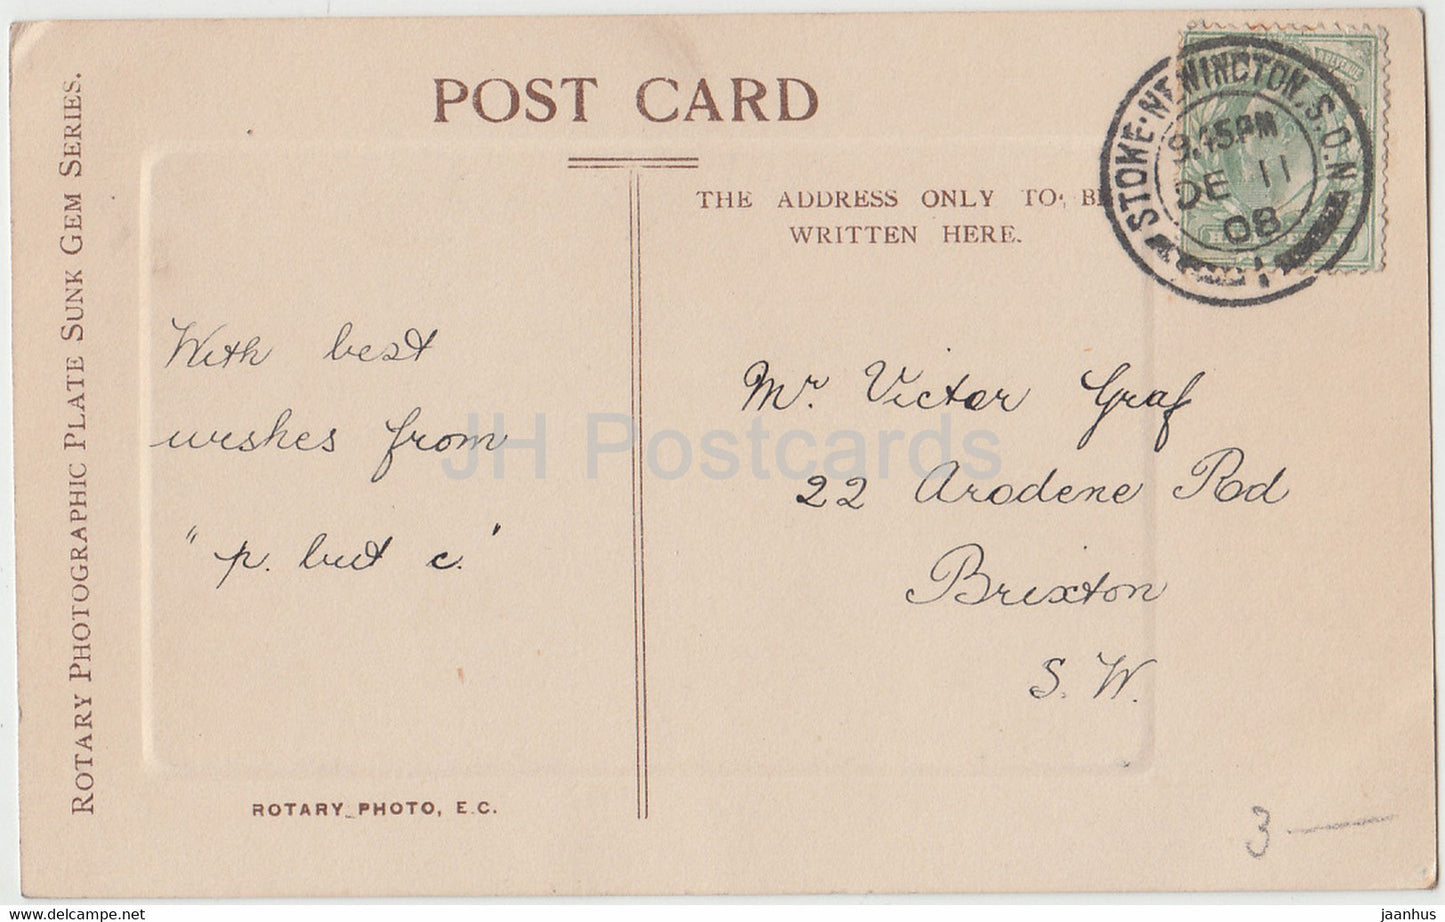 POST CARD
THE ADDRESS ONLY TO BE
WRITTEN HERE.
STOKE·NEWINGTON.S.O.N
9.45PM
DE 11
08
ROTARY PHOTOGRAPHIC PLATE SUNK GEM SERIES.
With best
wishes from
"p. but c."
Mr. Victor Graf
22 Arodene Rd
Brixton
S. W.
JH Postcards
ROTARY PHOTO, E.C.
3 —
jaanhus